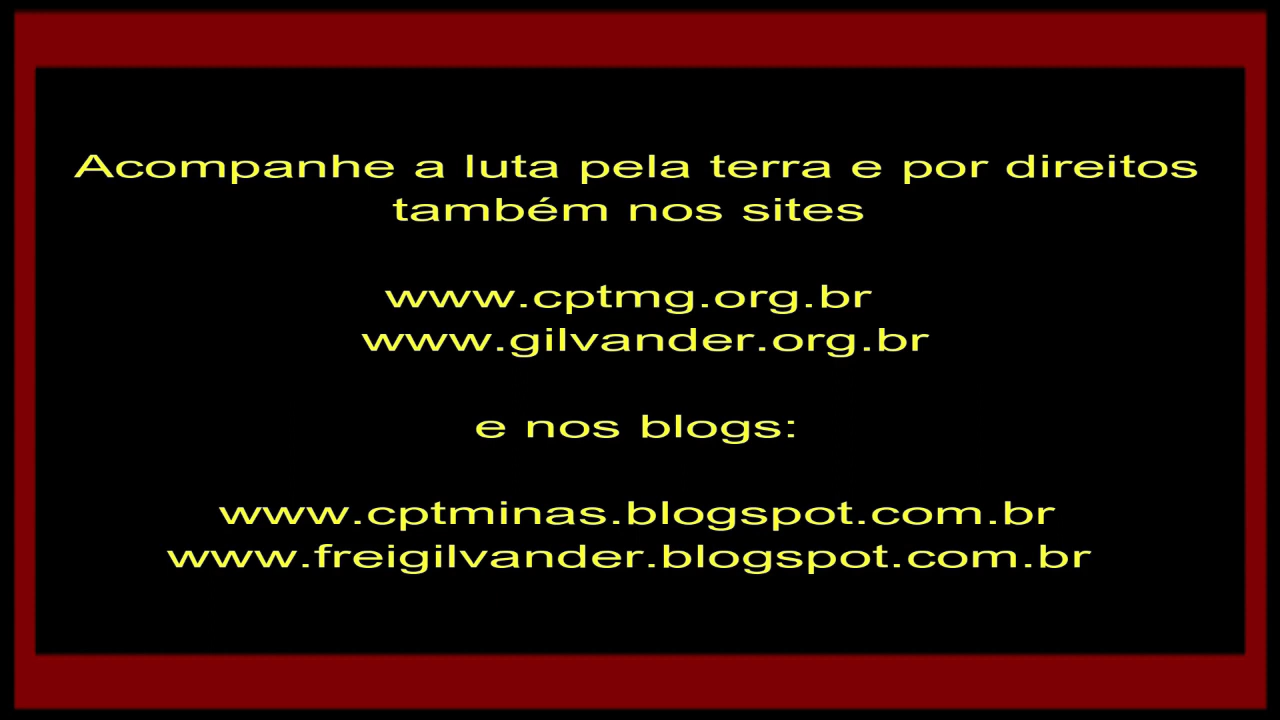 Acompanhe a luta pela terra e por direitos
também nos sites
www.cptmg.org.br
www.gilvander.org.br
e nos blogs:
www.cptminas.blogspot.com.br
www.freigilvander.blogspot.com.br